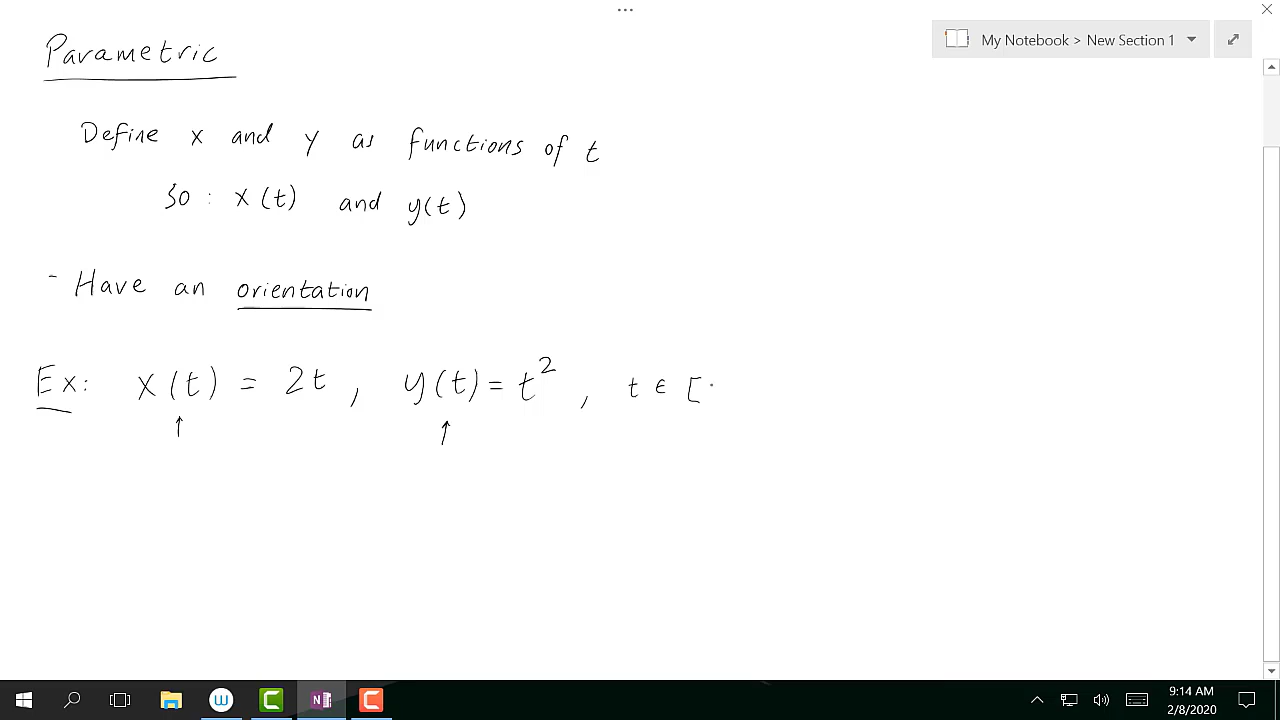 My Notebook > New Section 1
Parametric
Define x and y as functions of t
So : x(t) and y(t)
- Have an orientation
Ex: x(t) = 2t , y(t) = t² , t ∈ [
↑ ↑
9:14 AM
2/8/2020